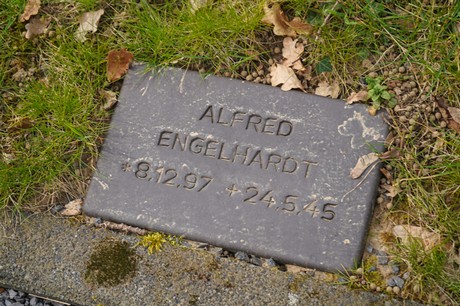 ALFRED
ENGELHARDT
*8.12.97 +24.5.45